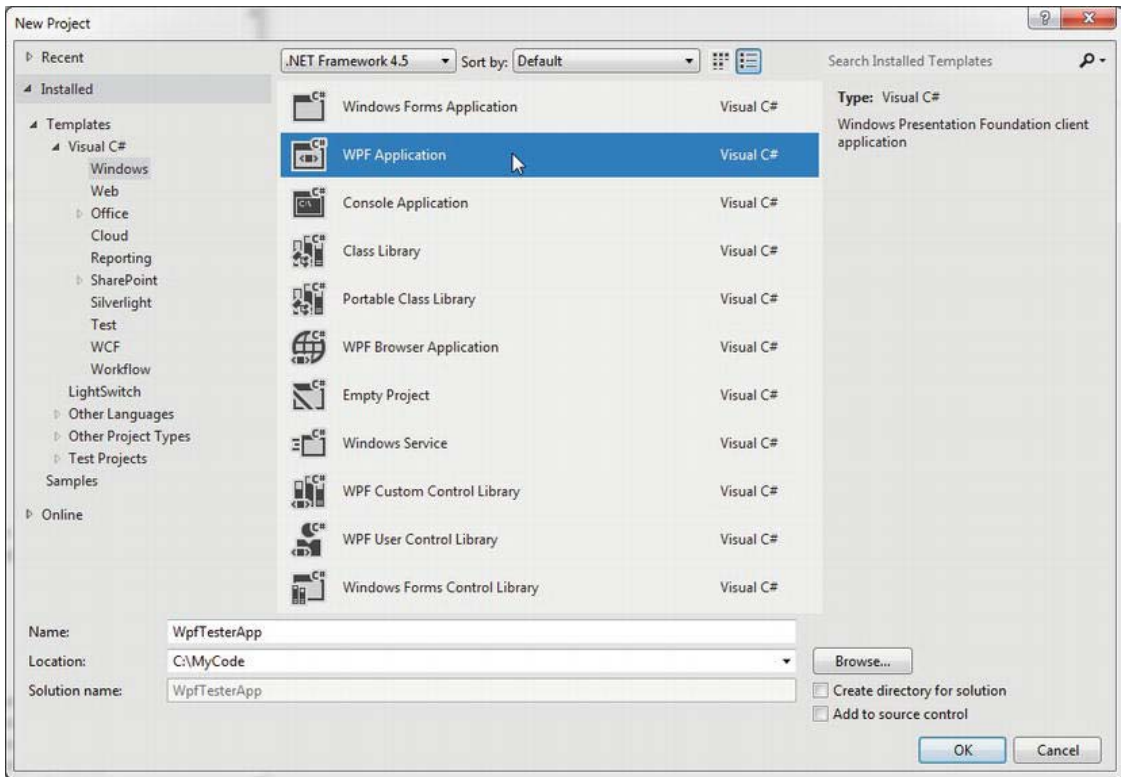 New Project
Recent
Installed
Templates
Visual C#
Windows
Web
Office
Cloud
Reporting
SharePoint
Silverlight
Test
WCF
Workflow
LightSwitch
Other Languages
Other Project Types
Test Projects
Samples
Online
.NET Framework 4.5 Sort by: Default
Windows Forms Application Visual C#
WPF Application Visual C#
Console Application Visual C#
Class Library Visual C#
Portable Class Library Visual C#
WPF Browser Application Visual C#
Empty Project Visual C#
Windows Service Visual C#
WPF Custom Control Library Visual C#
WPF User Control Library Visual C#
Windows Forms Control Library Visual C#
Search Installed Templates
Type: Visual C#
Windows Presentation Foundation client
application
Name: WpfTesterApp
Location: C:\MyCode
Browse...
Solution name: WpfTesterApp
Create directory for solution
Add to source control
OK Cancel